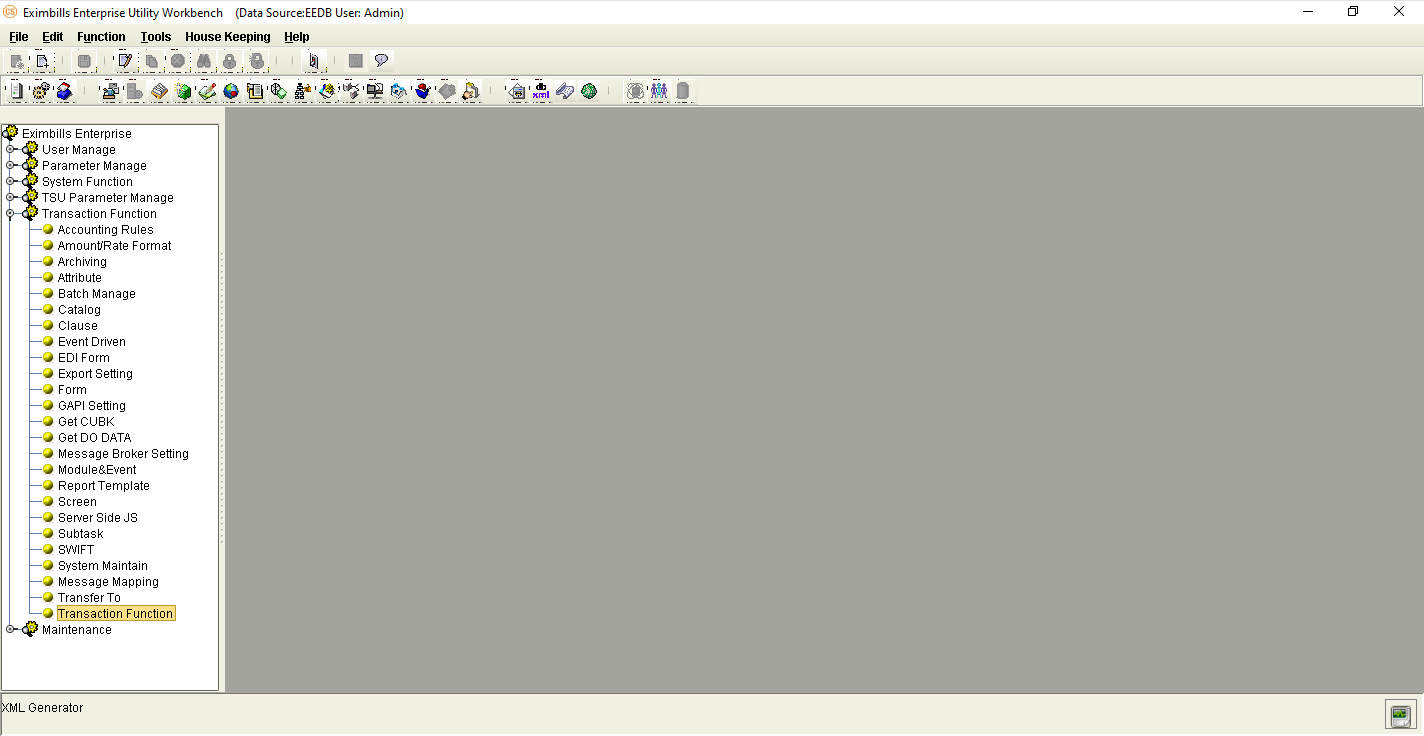 CS Eximbills Enterprise Utility Workbench (Data Source:EEDB User: Admin)
File Edit Function Tools House Keeping Help
Eximbills Enterprise
User Manage
Parameter Manage
System Function
TSU Parameter Manage
Transaction Function
Accounting Rules
Amount/Rate Format
Archiving
Attribute
Batch Manage
Catalog
Clause
Event Driven
EDI Form
Export Setting
Form
GAPI Setting
Get CUBK
Get DO DATA
Message Broker Setting
Module&Event
Report Template
Screen
Server Side JS
Subtask
SWIFT
System Maintain
Message Mapping
Transfer To
Transaction Function
Maintenance
XML Generator